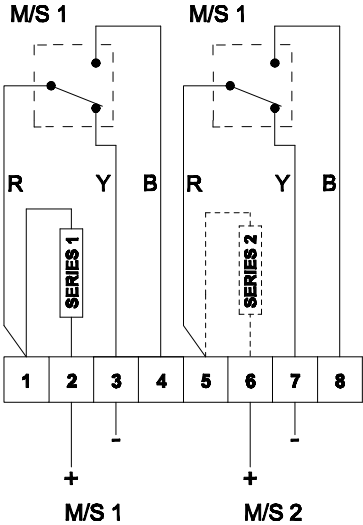 M/S 1 M/S 1
R Y B R Y B
SERIES 1 SERIES 2
1 2 3 4 5 6 7 8
- -
+ +
M/S 1 M/S 2